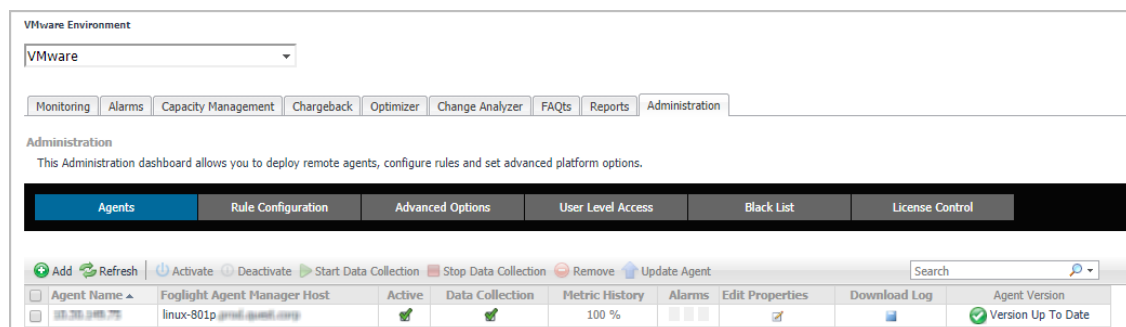 VMware Environment
VMware
Monitoring Alarms Capacity Management Chargeback Optimizer Change Analyzer FAQts Reports Administration
Administration
This Administration dashboard allows you to deploy remote agents, configure rules and set advanced platform options.
Agents Rule Configuration Advanced Options User Level Access Black List License Control
Add Refresh Activate Deactivate Start Data Collection Stop Data Collection Remove Update Agent Search
Agent Name Foglight Agent Manager Host Active Data Collection Metric History Alarms Edit Properties Download Log Agent Version
linux-801p 100 % Version Up To Date